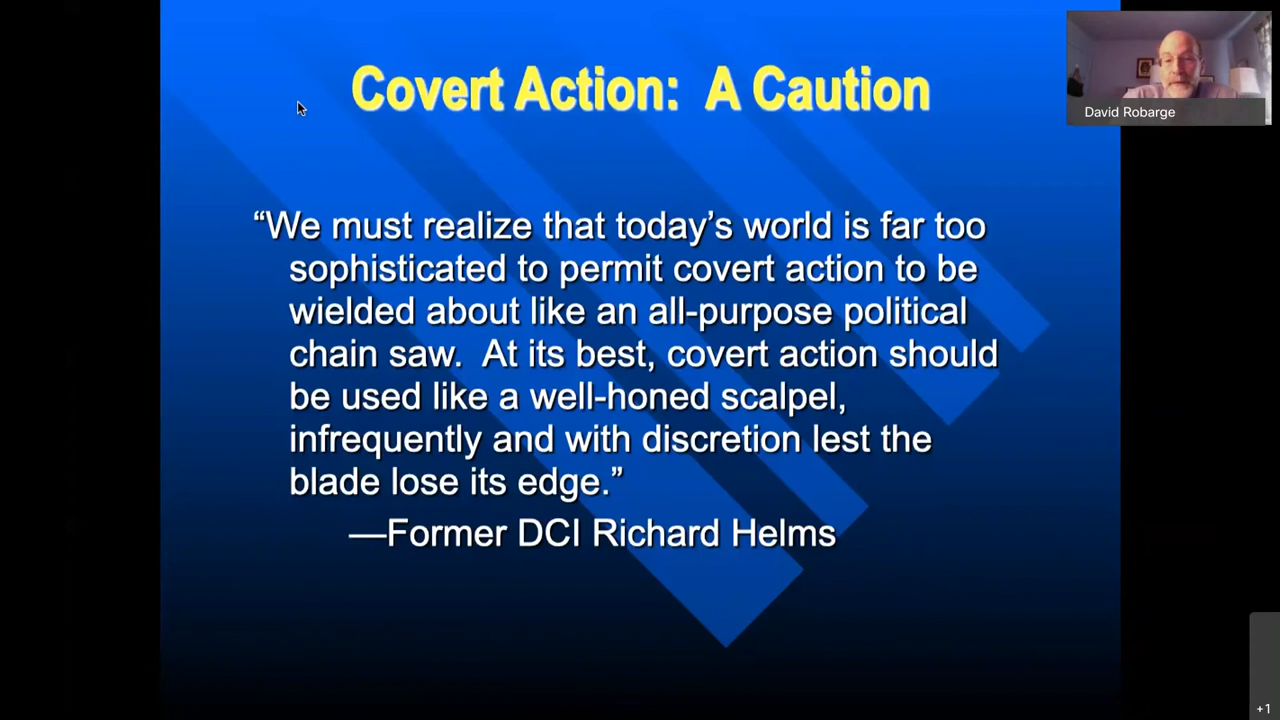 Covert Action:  A Caution
David Robarge
“We must realize that today’s world is far too
sophisticated to permit covert action to be
wielded about like an all-purpose political
chain saw.  At its best, covert action should
be used like a well-honed scalpel,
infrequently and with discretion lest the
blade lose its edge.”
—Former DCI Richard Helms
+1